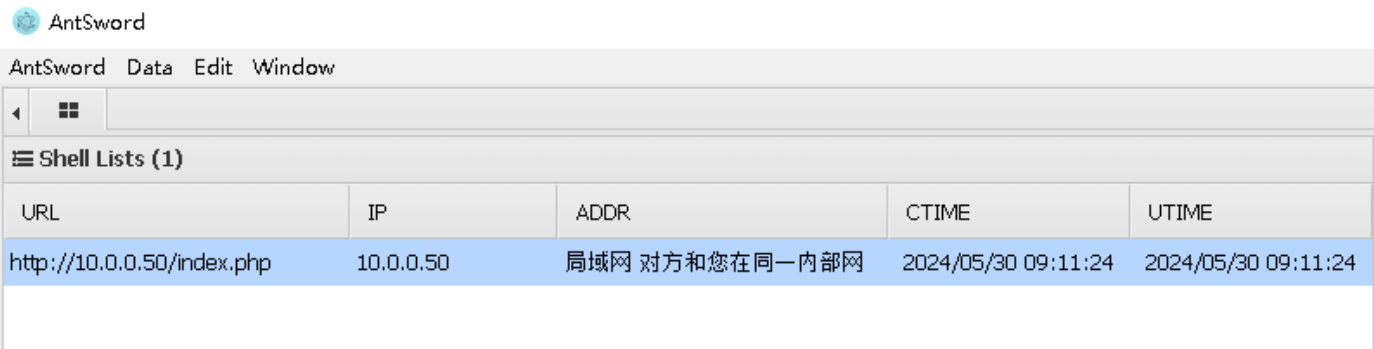 AntSword
AntSword Data Edit Window
Shell Lists (1)
URL IP ADDR CTIME UTIME
http://10.0.0.50/index.php 10.0.0.50 局域网 对方和您在同一内部网 2024/05/30 09:11:24 2024/05/30 09:11:24